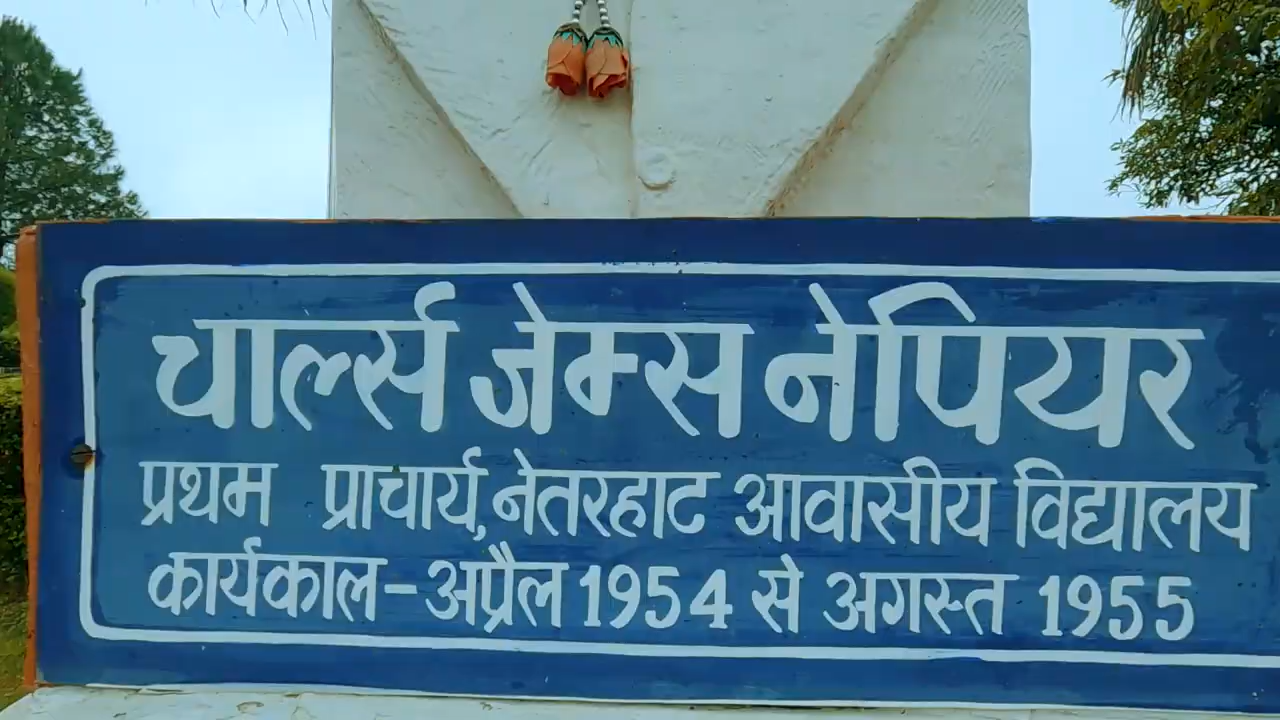 चार्ल्स जेम्स नेपियर
प्रथम प्राचार्य, नेतरहाट आवासीय विद्यालय
कार्यकाल - अप्रैल 1954 से अगस्त 1955